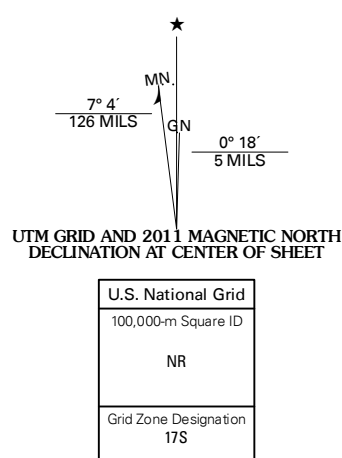 ★
MN
7° 4´
126 MILS
GN
0° 18´
5 MILS
UTM GRID AND 2011 MAGNETIC NORTH
DECLINATION AT CENTER OF SHEET
U.S. National Grid
100,000-m Square ID
NR
Grid Zone Designation
17S